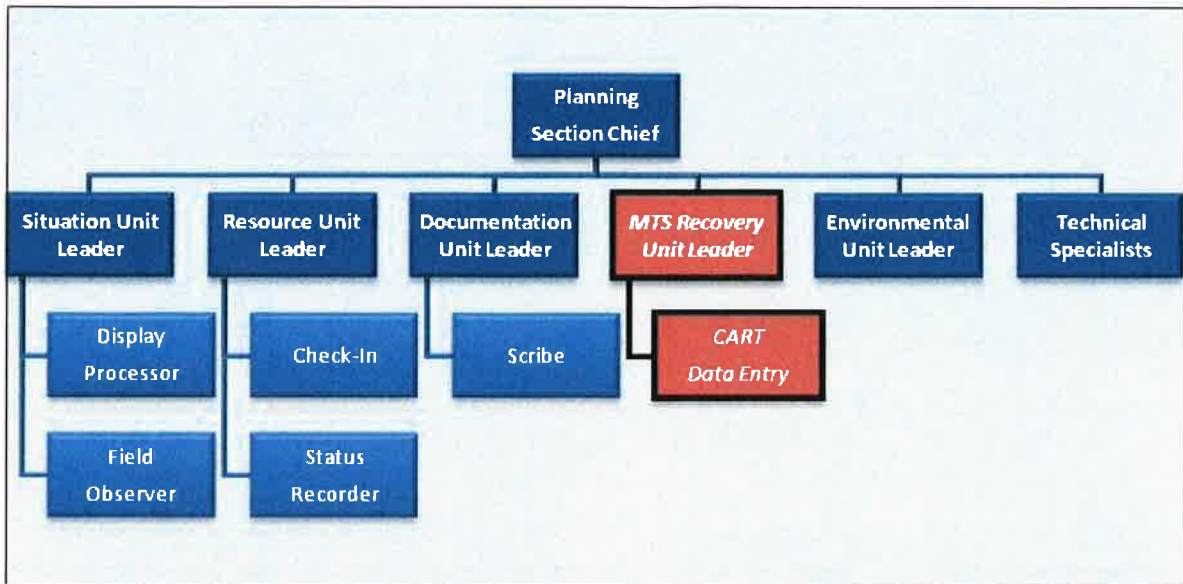 Planning
Section Chief
Situation Unit
Leader
Resource Unit
Leader
Documentation
Unit Leader
MTS Recovery
Unit Leader
Environmental
Unit Leader
Technical
Specialists
Display
Processor
Check-In
Scribe
CART
Data Entry
Field
Observer
Status
Recorder